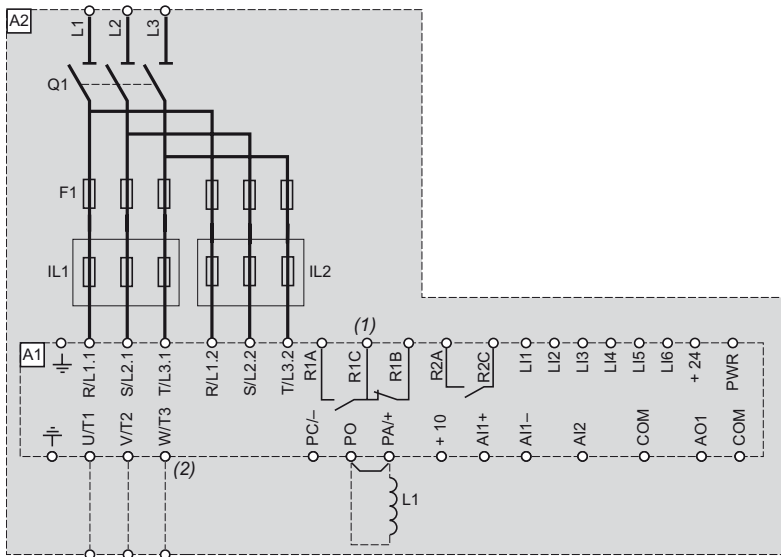 A2
L1 L2 L3
Q1
F1
IL1 IL2
(1)
A1
R/L1.1 S/L2.1 T/L3.1 R/L1.2 S/L2.2 T/L3.2 R1A R1C R1B R2A R2C LI1 LI2 LI3 LI4 LI5 LI6 + 24 PWR
U/T1 V/T2 W/T3 PC/– PO PA/+ + 10 AI1+ AI1– AI2 COM AO1 COM
(2)
L1